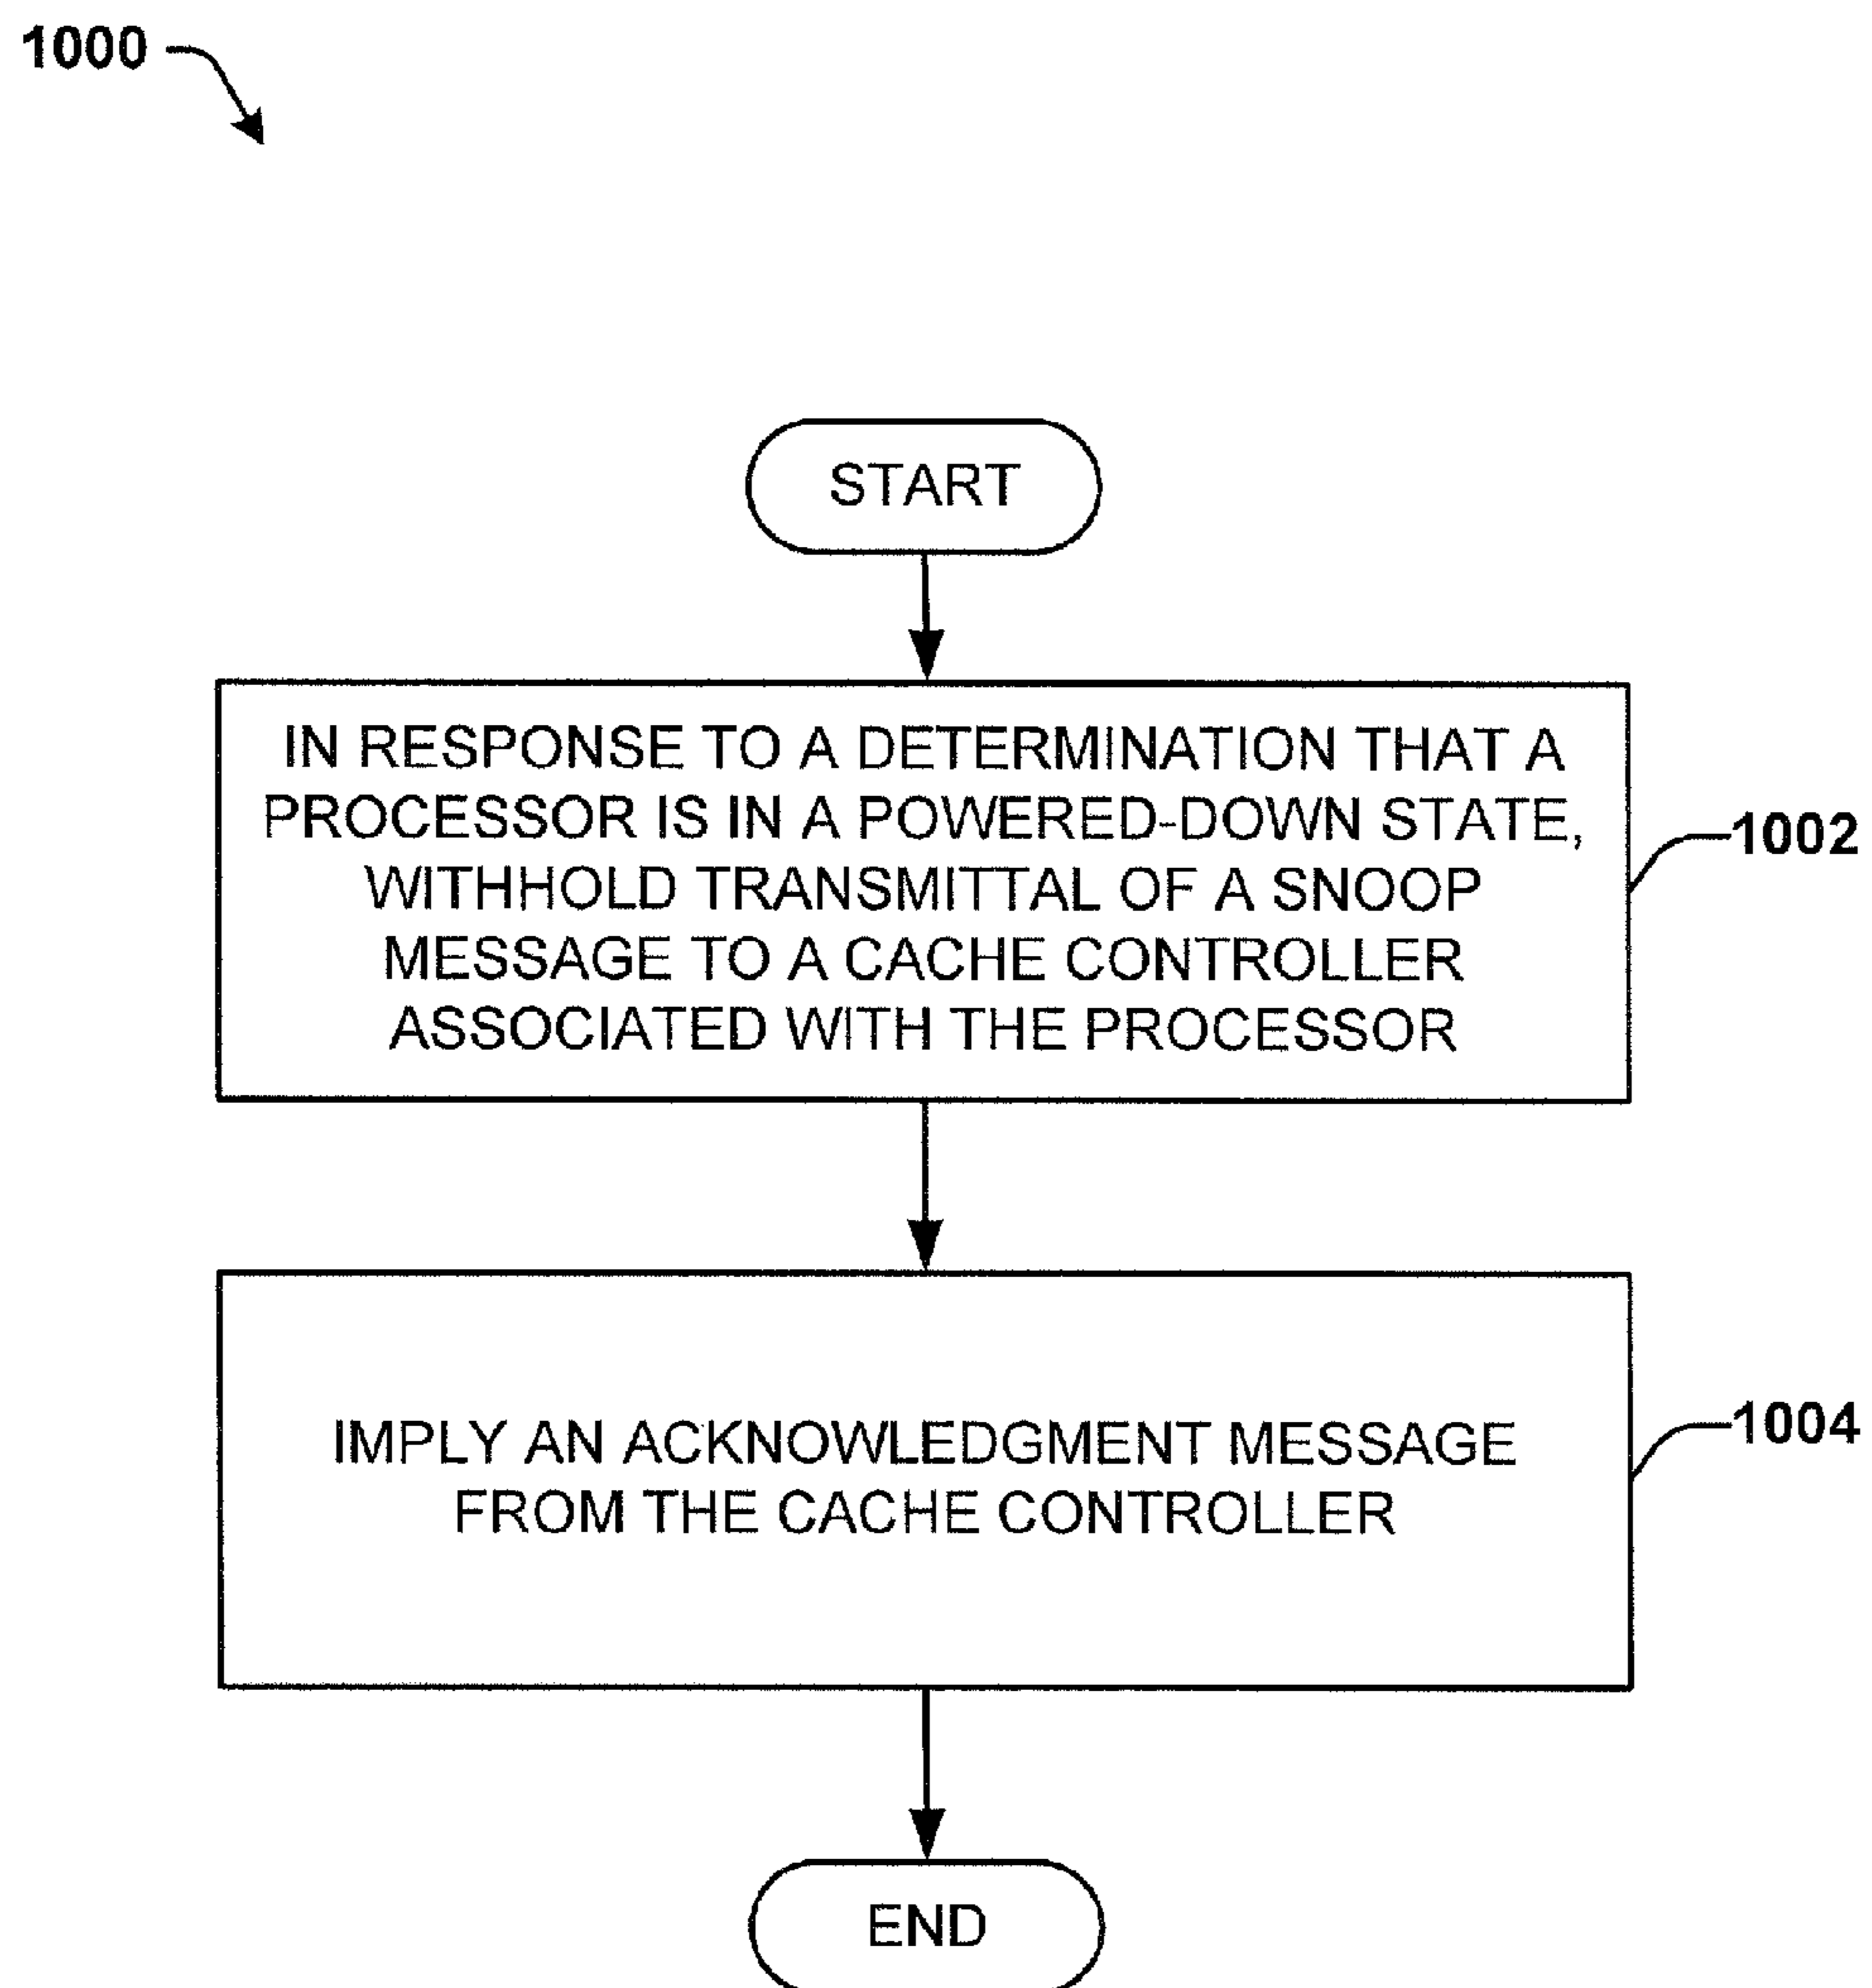 1000
START
IN RESPONSE TO A DETERMINATION THAT A
PROCESSOR IS IN A POWERED-DOWN STATE,
WITHHOLD TRANSMITTAL OF A SNOOP
MESSAGE TO A CACHE CONTROLLER
ASSOCIATED WITH THE PROCESSOR
1002
IMPLY AN ACKNOWLEDGMENT MESSAGE
FROM THE CACHE CONTROLLER
1004
END